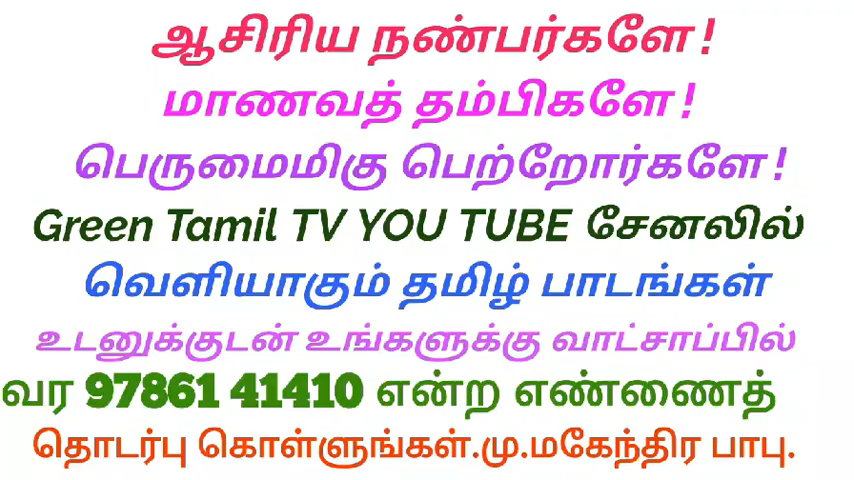 ஆசிரிய நண்பர்களே!
மாணவத் தம்பிகளே!
பெருமைமிகு பெற்றோர்களே!
Green Tamil TV YOU TUBE சேனலில்
வெளியாகும் தமிழ் பாடங்கள்
உடனுக்குடன் உங்களுக்கு வாட்சாப்பில்
வர 97861 41410 என்ற எண்ணைத்
தொடர்பு கொள்ளுங்கள்.மு.மகேந்திர பாபு.